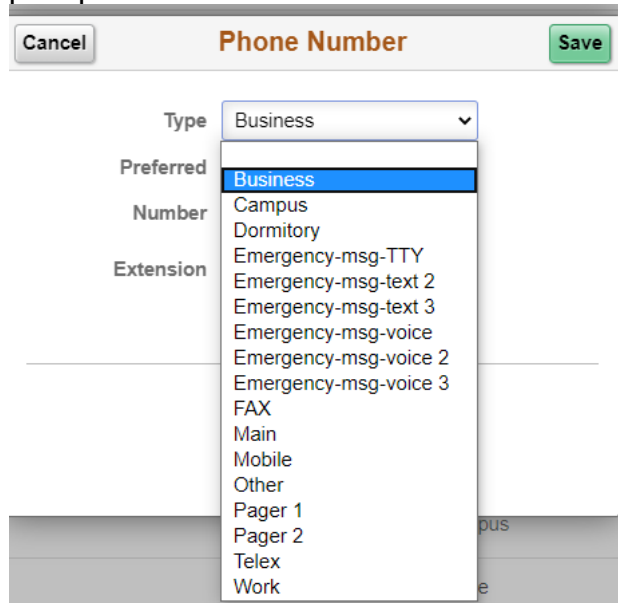 Cancel Phone Number Save
Type Business
Preferred
Business
Number
Campus
Dormitory
Extension
Emergency-msg-TTY
Emergency-msg-text 2
Emergency-msg-text 3
Emergency-msg-voice
Emergency-msg-voice 2
Emergency-msg-voice 3
FAX
Main
Mobile
Other
Pager 1
Pager 2
Telex
Work